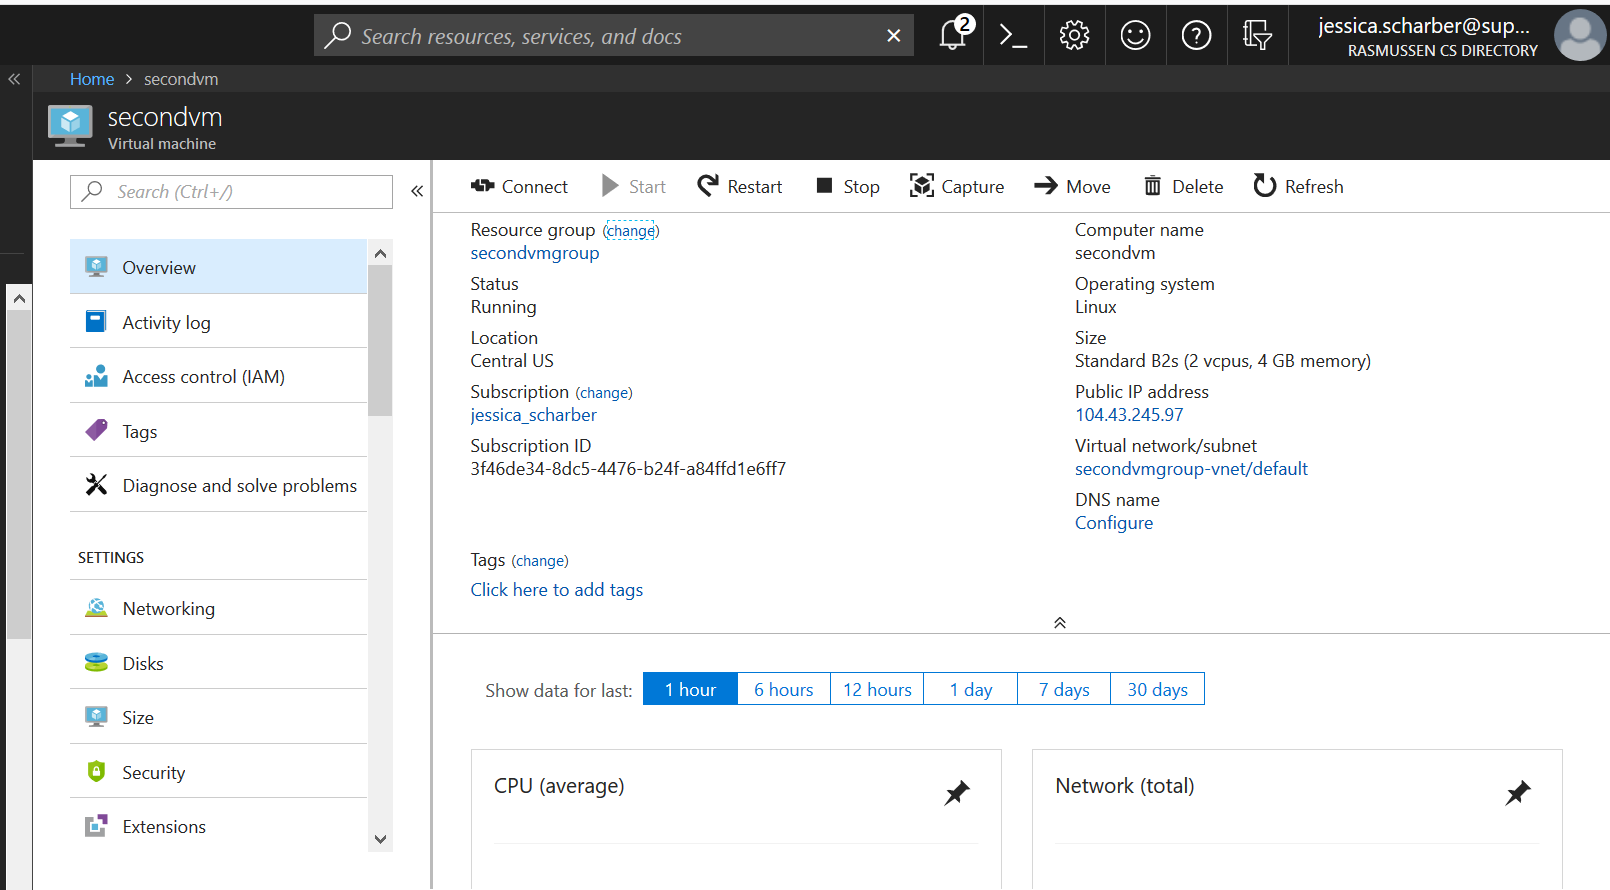 Search resources, services, and docs
2
jessica.scharber@sup...
RASMUSSEN CS DIRECTORY
Home > secondvm
secondvm
Virtual machine
Search (Ctrl+/)
Overview
Activity log
Access control (IAM)
Tags
Diagnose and solve problems
SETTINGS
Networking
Disks
Size
Security
Extensions
Connect Start Restart Stop Capture Move Delete Refresh
Resource group (change)
secondvmgroup
Status
Running
Location
Central US
Subscription (change)
jessica_scharber
Subscription ID
3f46de34-8dc5-4476-b24f-a84ffd1e6ff7
Computer name
secondvm
Operating system
Linux
Size
Standard B2s (2 vcpus, 4 GB memory)
Public IP address
104.43.245.97
Virtual network/subnet
secondvmgroup-vnet/default
DNS name
Configure
Tags (change)
Click here to add tags
Show data for last: 1 hour 6 hours 12 hours 1 day 7 days 30 days
CPU (average)
Network (total)